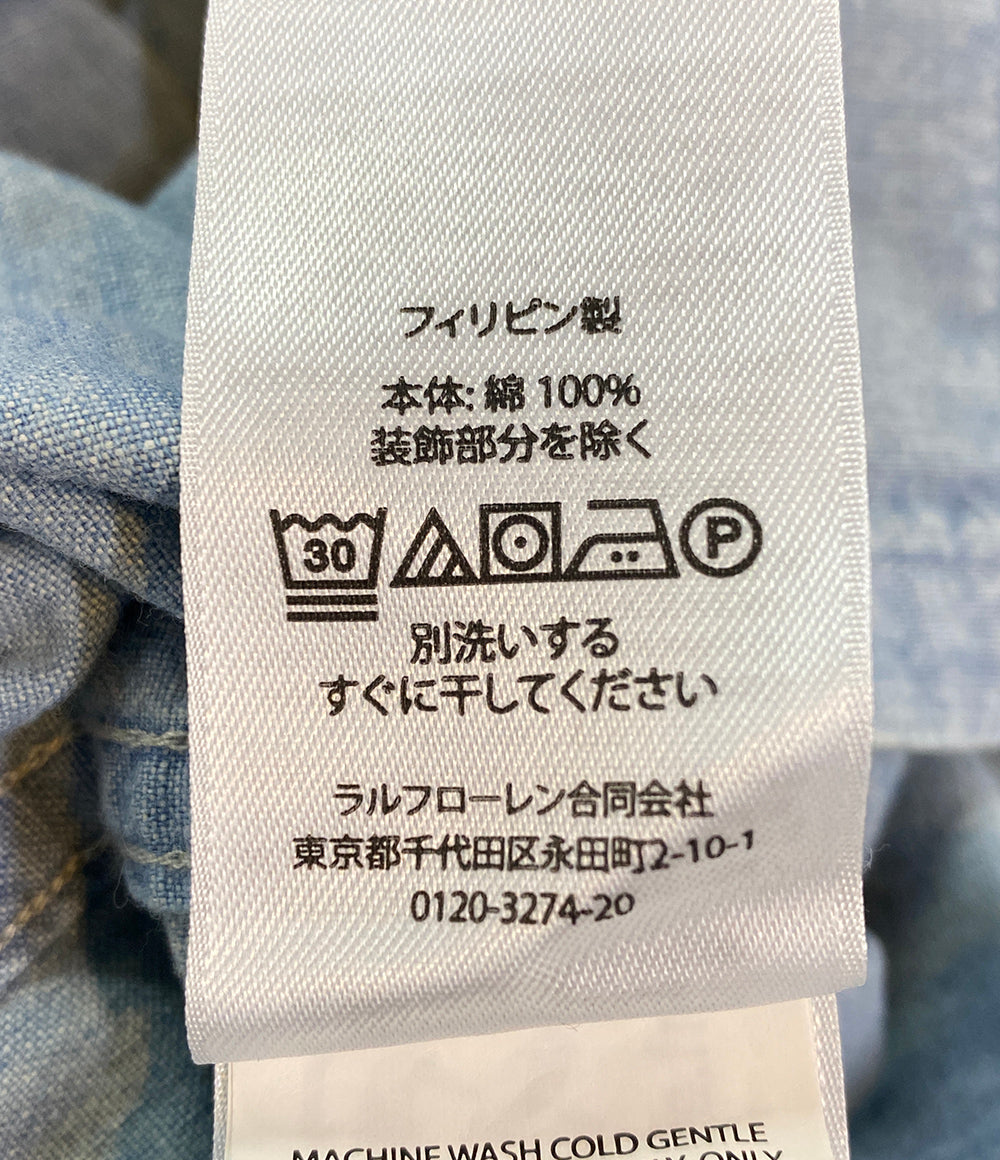 フィリピン製
本体: 綿 100%
装飾部分を除く
30 P
別洗いする
すぐに干してください
ラルフローレン合同会社
東京都千代田区永田町2-10-1
0120-3274-20
MACHINE WASH COLD GENTLE
ONLY